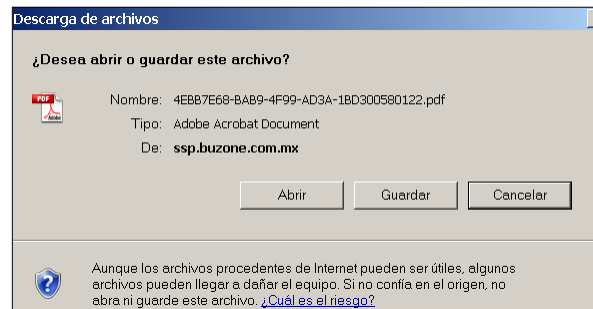 Descarga de archivos
¿Desea abrir o guardar este archivo?
PDF
Adobe
Nombre: 4EBB7E68-BAB9-4F99-AD3A-1BD300580122.pdf
Tipo: Adobe Acrobat Document
De: ssp.buzone.com.mx
Abrir Guardar Cancelar
Aunque los archivos procedentes de Internet pueden ser útiles, algunos
archivos pueden llegar a dañar el equipo. Si no confía en el origen, no
abra ni guarde este archivo. ¿Cuál es el riesgo?